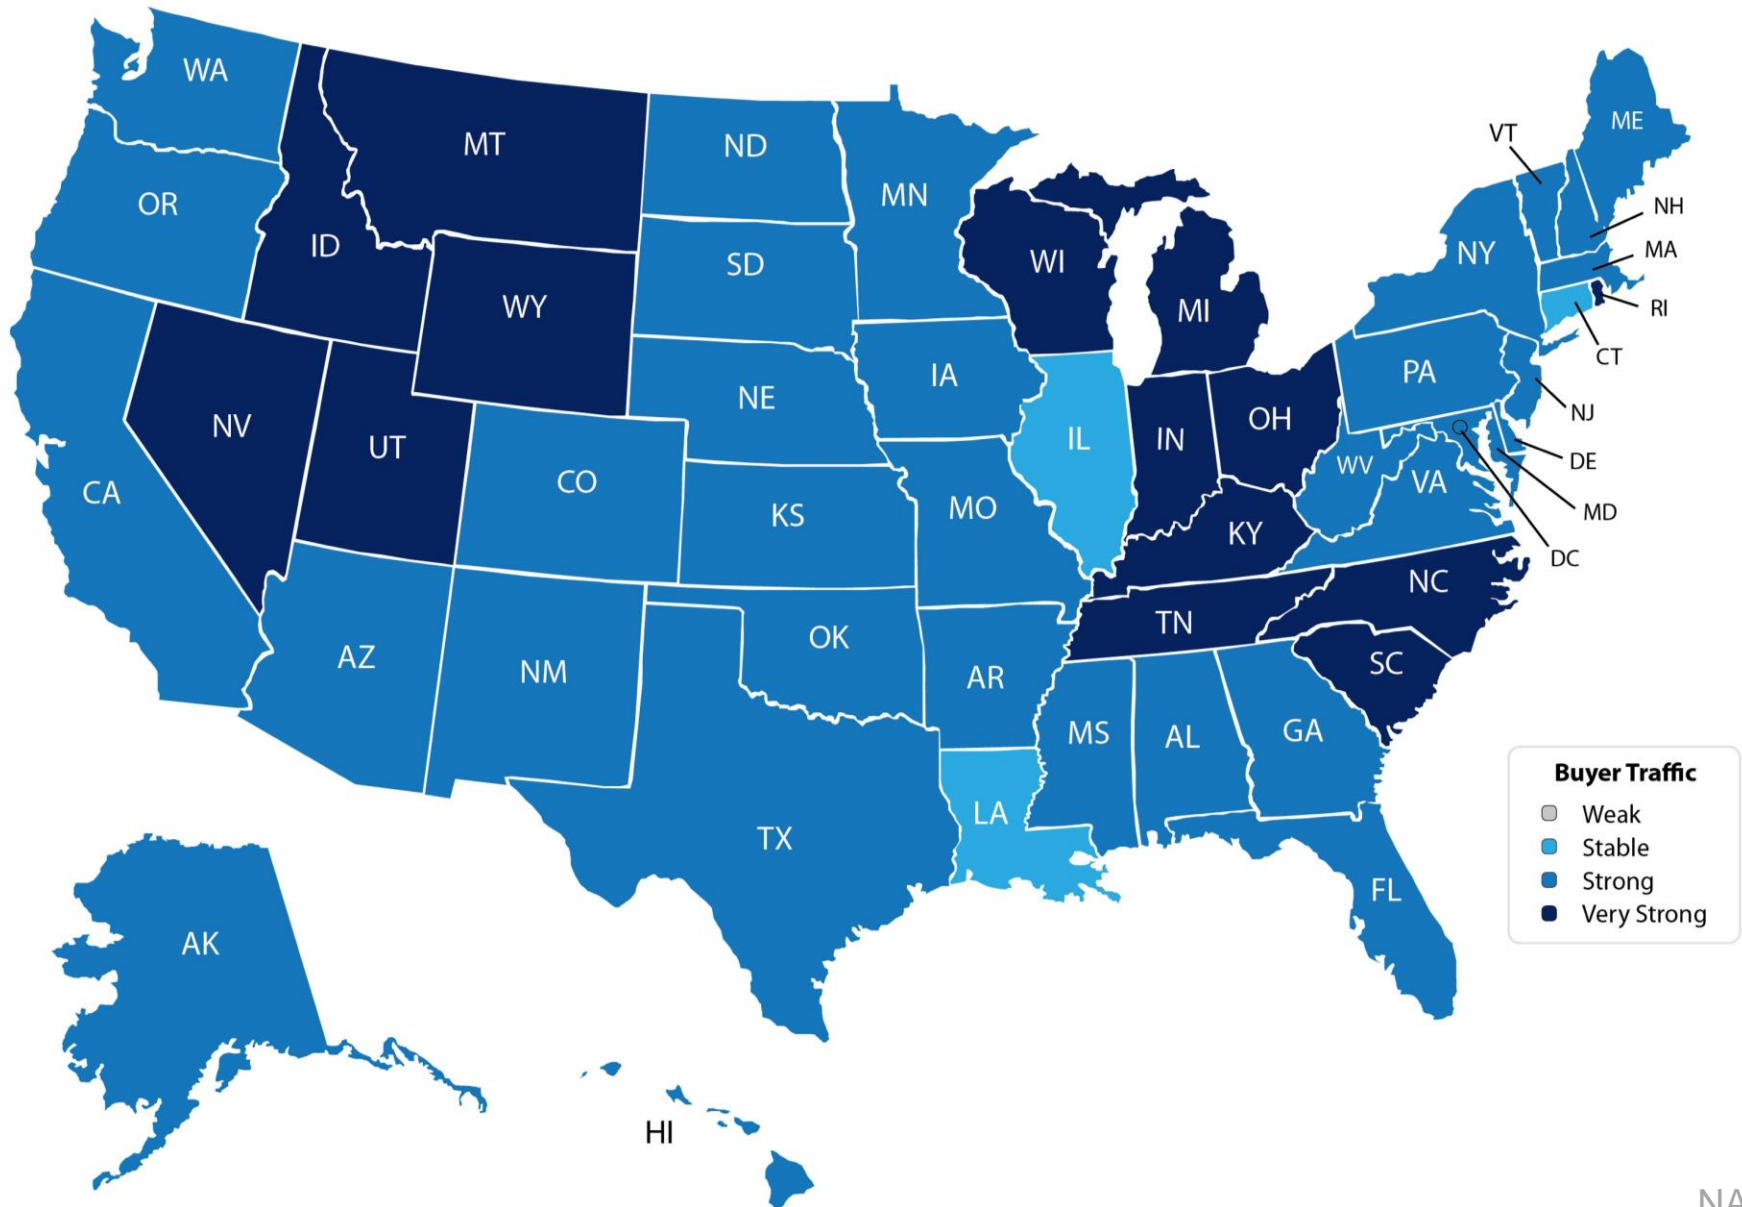 WA
MT
ND
MN
ME
VT
OR
ID
NH
SD
WI
NY
MA
WY
MI
RI
CT
IA
PA
NE
NJ
NV
UT
IL
IN
OH
DE
CO
WV
VA
CA
KS
MO
MD
KY
DC
NC
TN
OK
AZ
NM
AR
SC
MS
AL
GA
TX
LA
FL
AK
HI
Buyer Traffic
Weak
Stable
Strong
Very Strong
NA